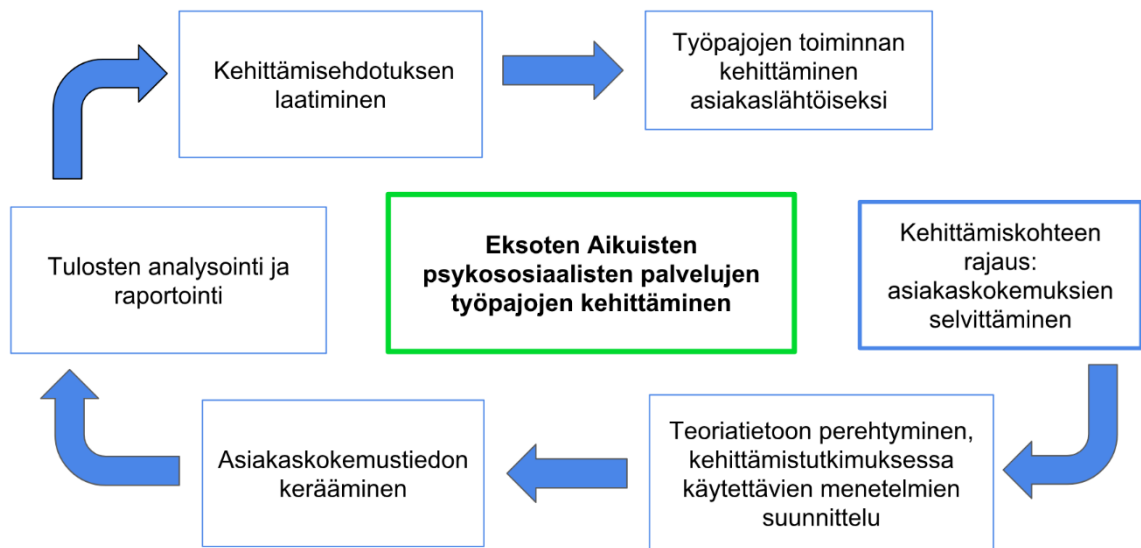 Kehittämisehdotuksen
laatiminen
Työpajojen toiminnan
kehittäminen
asiakaslähtöiseksi
Tulosten analysointi ja
raportointi
Eksoten Aikuisten
psykososiaalisten palvelujen
työpajojen kehittäminen
Kehittämiskohteen
rajaus:
asiakaskokemuksien
selvittäminen
Asiakaskokemustiedon
kerääminen
Teoriatietoon perehtyminen,
kehittämistutkimuksessa
käytettävien menetelmien
suunnittelu